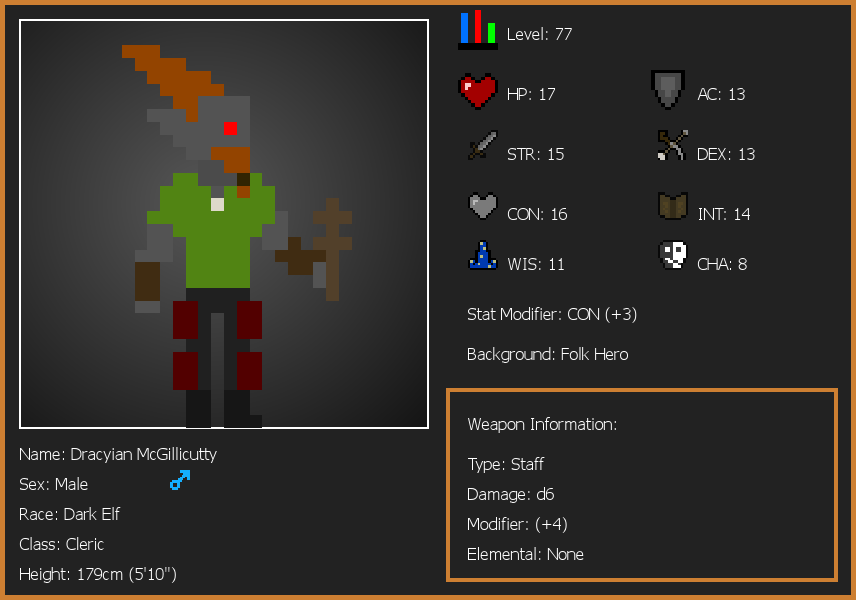 Level: 77
HP: 17
AC: 13
STR: 15
DEX: 13
CON: 16
INT: 14
WIS: 11
CHA: 8
Stat Modifier: CON (+3)
Background: Folk Hero
Weapon Information:
Type: Staff
Damage: d6
Modifier: (+4)
Elemental: None
Name: Dracyian McGillicutty
Sex: Male
Race: Dark Elf
Class: Cleric
Height: 179cm (5'10")